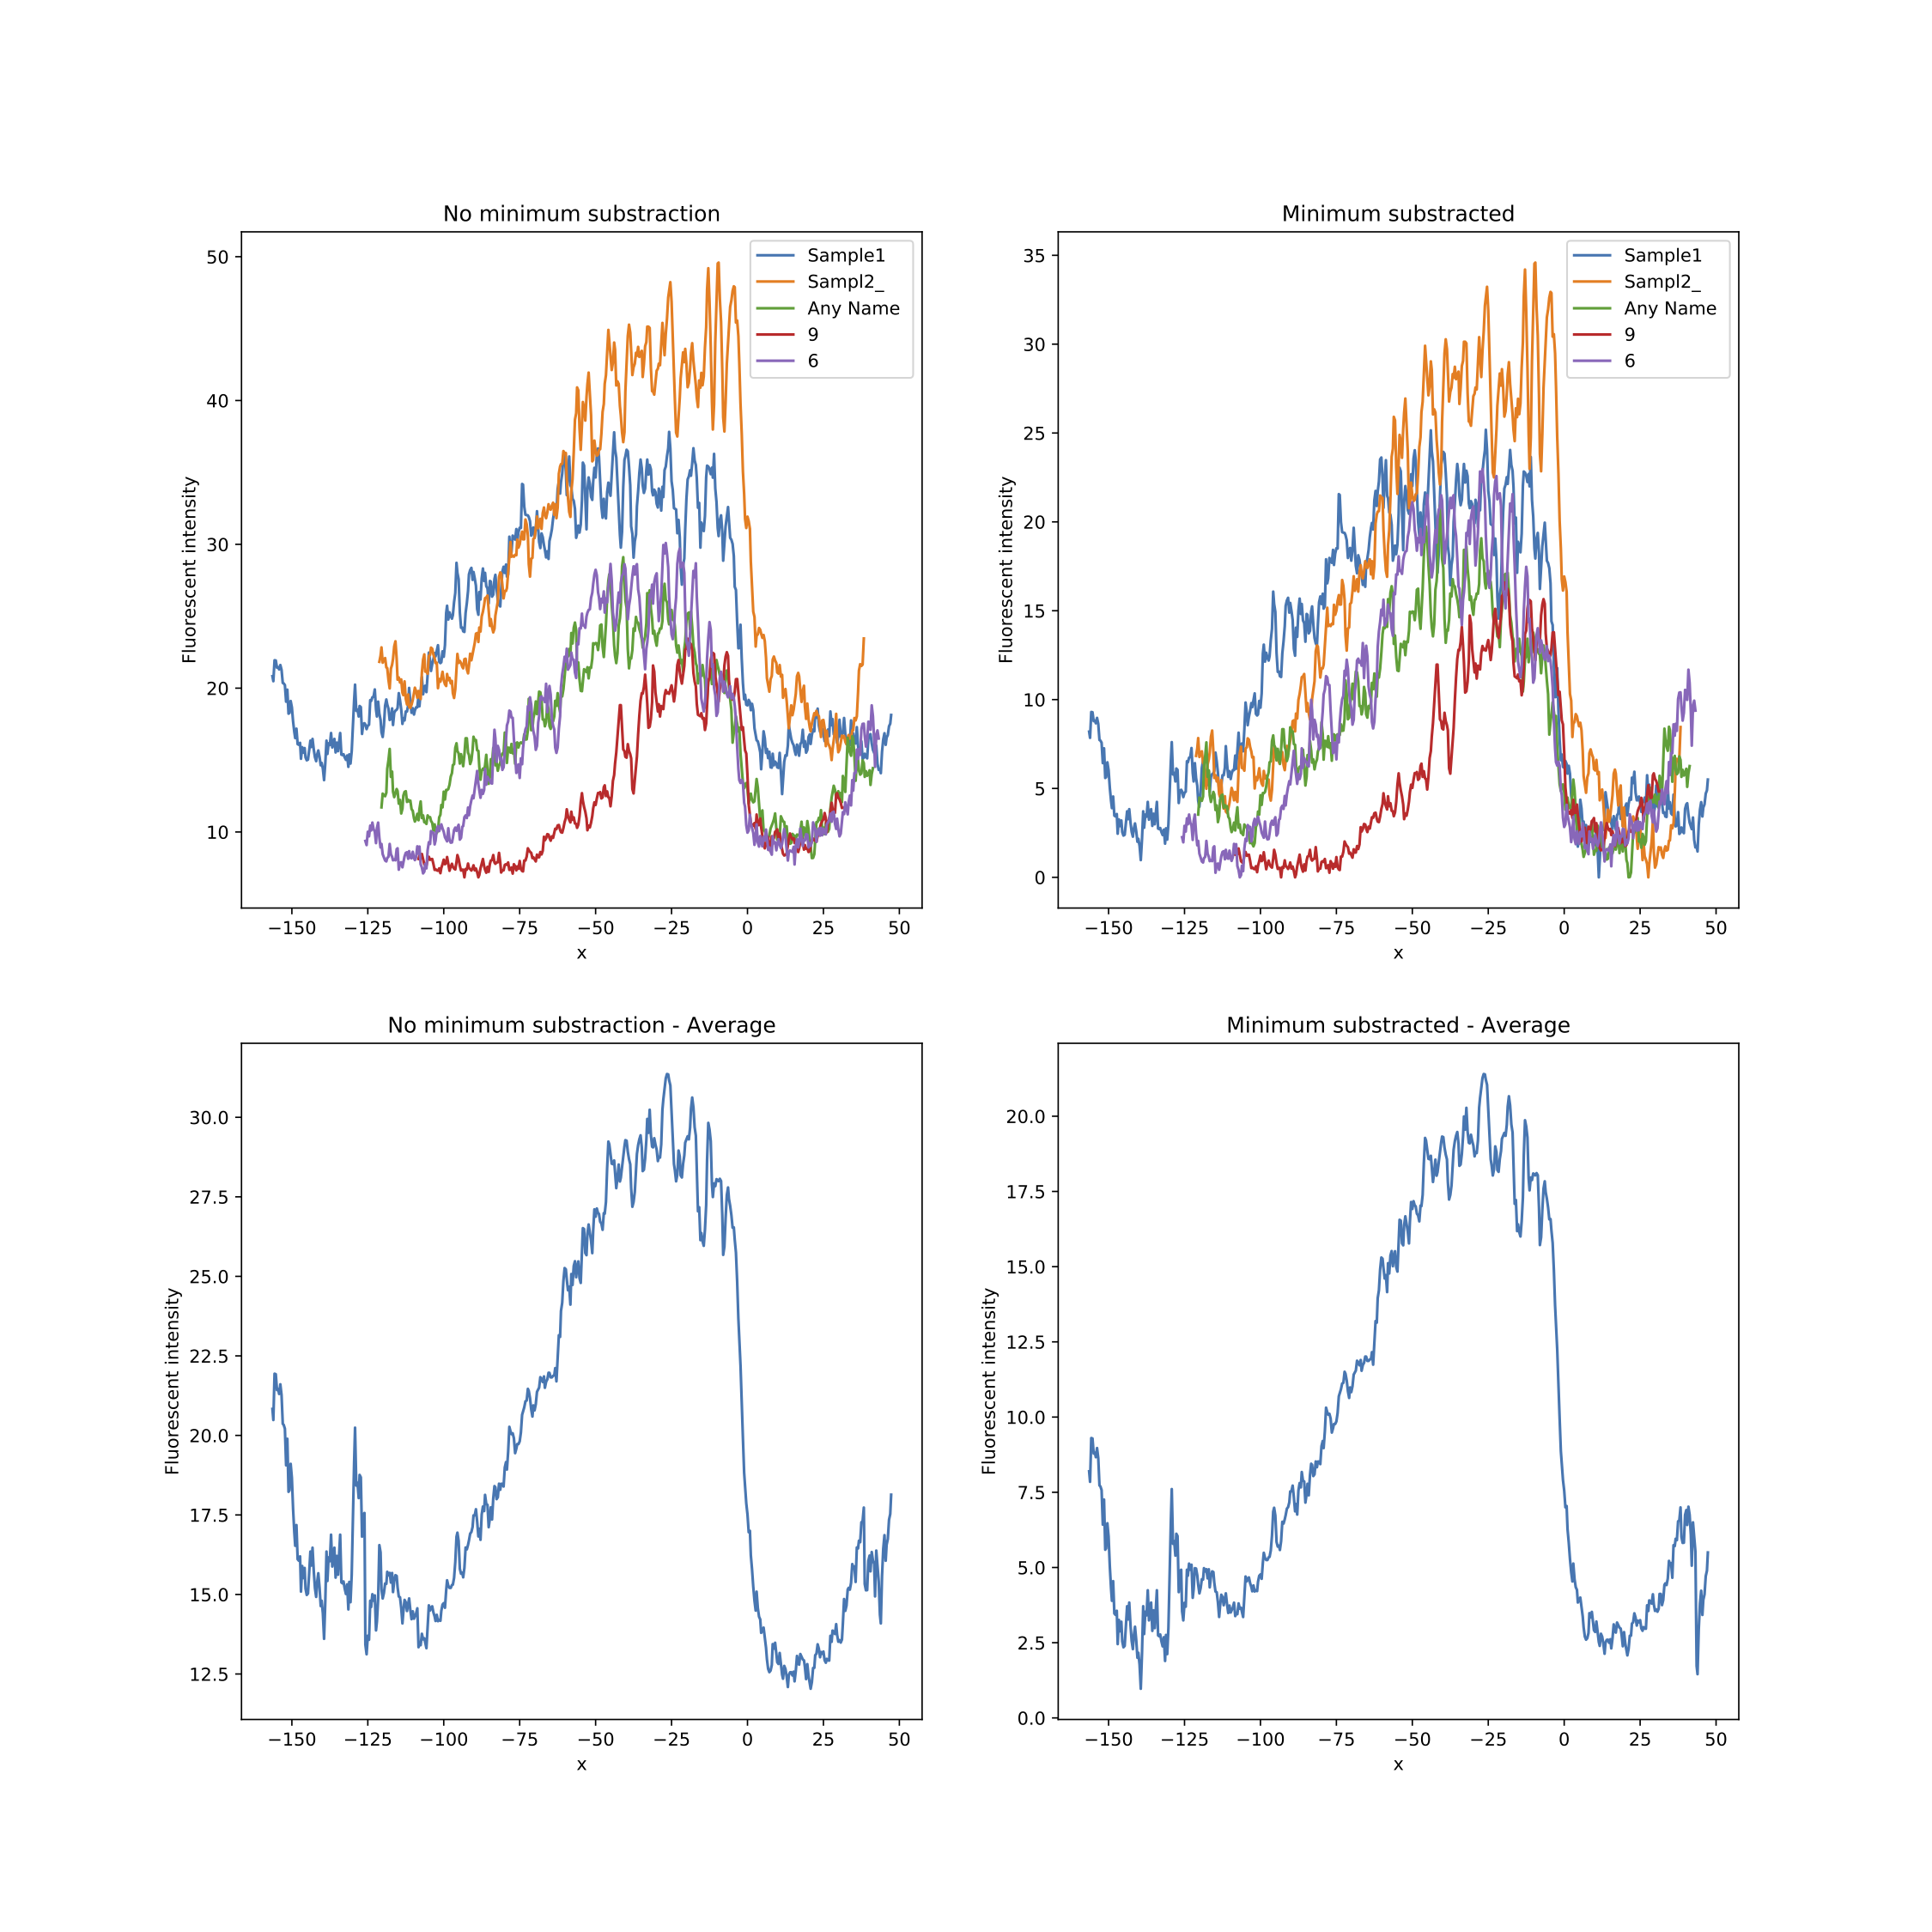 No minimum substraction
Fluorescent intensity
50
40
30
20
10
−150 −125 −100 −75 −50 −25 0 25 50
x
Sample1
Sampl2_
Any Name
9
6
Minimum substracted
Fluorescent intensity
35
30
25
20
15
10
5
0
−150 −125 −100 −75 −50 −25 0 25 50
x
Sample1
Sampl2_
Any Name
9
6
No minimum substraction - Average
Fluorescent intensity
30.0
27.5
25.0
22.5
20.0
17.5
15.0
12.5
−150 −125 −100 −75 −50 −25 0 25 50
x
Minimum substracted - Average
Fluorescent intensity
20.0
17.5
15.0
12.5
10.0
7.5
5.0
2.5
0.0
−150 −125 −100 −75 −50 −25 0 25 50
x